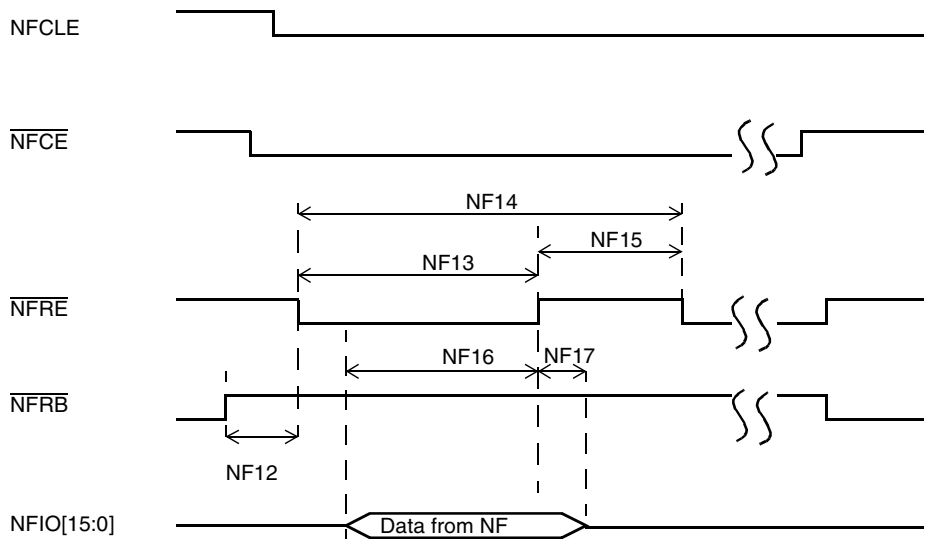 NFCLE
NFCE
NF14
NF15
NF13
NFRE
NF16
NF17
NFRB
NF12
NFIO[15:0]
Data from NF